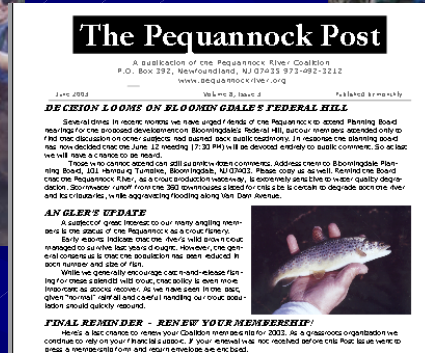 The Pequannock Post
A publication of the Pequannock River Coalition
P.O. Box 392, Newfoundland, NJ 07435 973-492-3212
www.pequannockriver.org
June 2003 Volume 8, Issue 3 Published bi-monthly
DECISION LOOMS ON BLOOMINGDALE'S FEDERAL HILL
Several times in recent months we have urged friends of the Pequannock to attend Planning Board
hearings for the proposed development on Bloomingdale's Federal Hill, but our members attended only to
find that discussion on other subjects had pushed back public testimony. In response the planning board
has now decided that the June 12 meeting (7:30 PM) will be devoted entirely to public comment. So at last
we will have a chance to be heard.
Those who cannot attend can still submit written comments. Address them to Bloomingdale Plan-
ning Board, 101 Hamburg Turnpike, Bloomingdale, NJ 07403. Please copy us as well. Remind the Board
that the Pequannock River, as a trout production waterway, is extremely sensitive to water quality degra-
dation. Stormwater runoff from the 360 townhouses slated for this site is certain to degrade both the river
and its tributaries, while aggravating flooding along Van Dam Avenue.
ANGLER'S UPDATE
A subject of great interest to our many angling mem-
bers is the status of the Pequannock as a trout fishery.
Early reports indicate that the river's wild brown trout
managed to survive last years drought. However, the gen-
eral consensus is that the population has been reduced in
both number and size of fish.
While we generally encourage catch-and-release fish-
ing for these splendid wild trout, that policy is even more
important as stocks recover. As we have seen in the past,
given "normal" rainfall and careful handling our trout popu-
lation should quickly rebound.
FINAL REMINDER - RENEW YOUR MEMBERSHIP!
Here's a last chance to renew your Coalition membership for 2003. As a grassroots organization we
continue to rely on your financial support. If your renewal was not received before this Post issue went to
press a membership form and return envelope are enclosed.